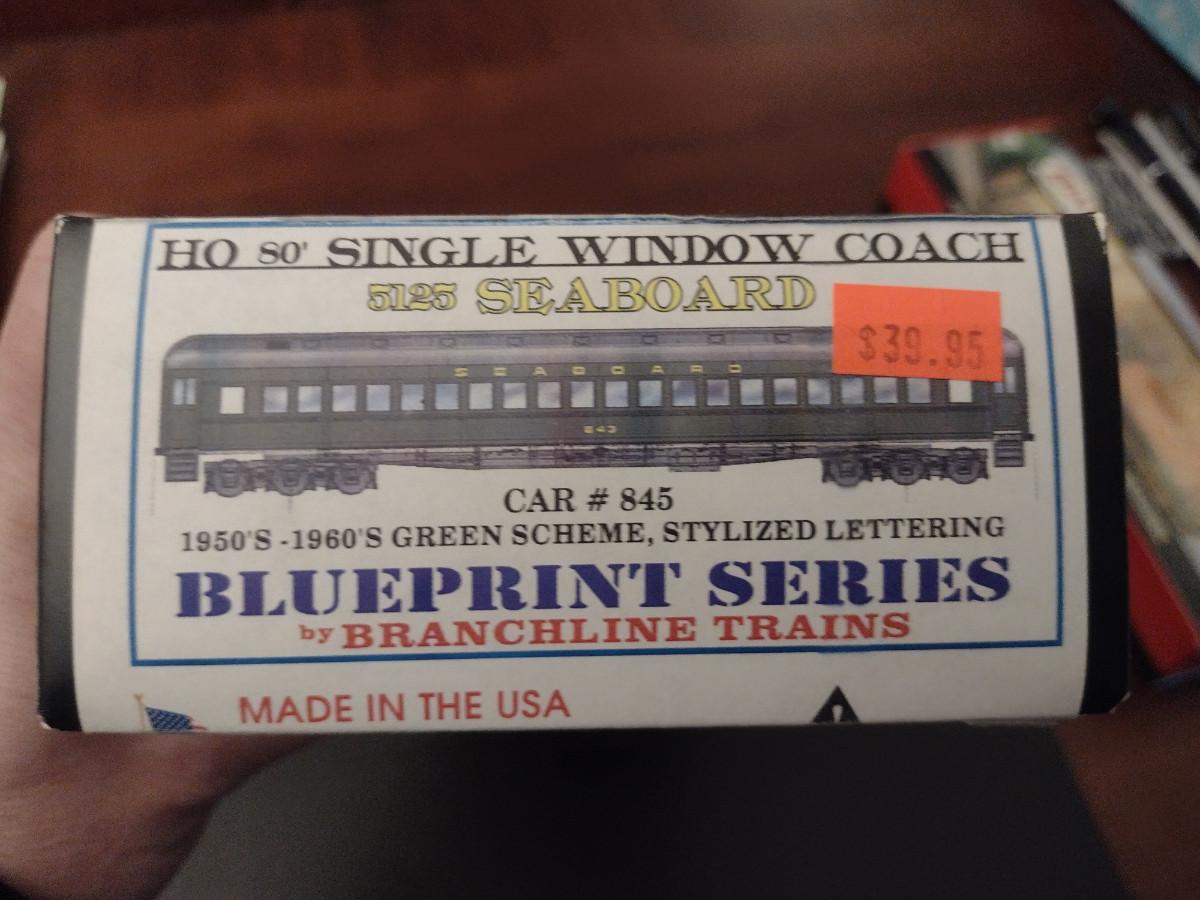 HO 80' SINGLE WINDOW COACH
5125 SEABOARD
$39.95
SEABOARD
843
CAR # 845
1950'S -1960'S GREEN SCHEME, STYLIZED LETTERING
BLUEPRINT SERIES
by BRANCHLINE TRAINS
MADE IN THE USA